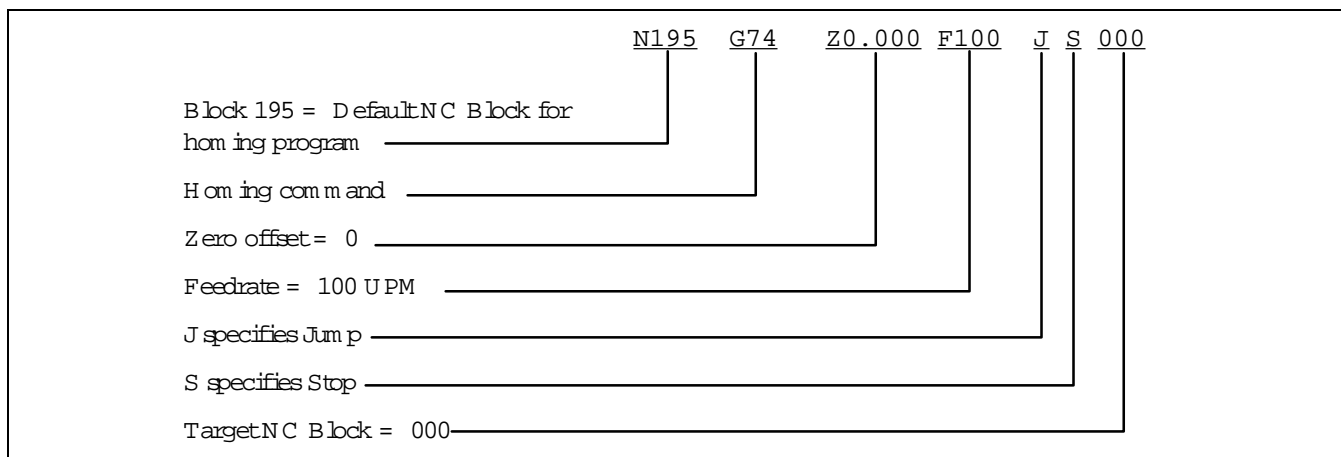 N195 G74 Z0.000 F100 J S 000
Block 195 = Default NC Block for
homing program
Homing command
Zero offset = 0
Feedrate = 100 UPM
J specifies Jump
S specifies Stop
Target NC Block = 000